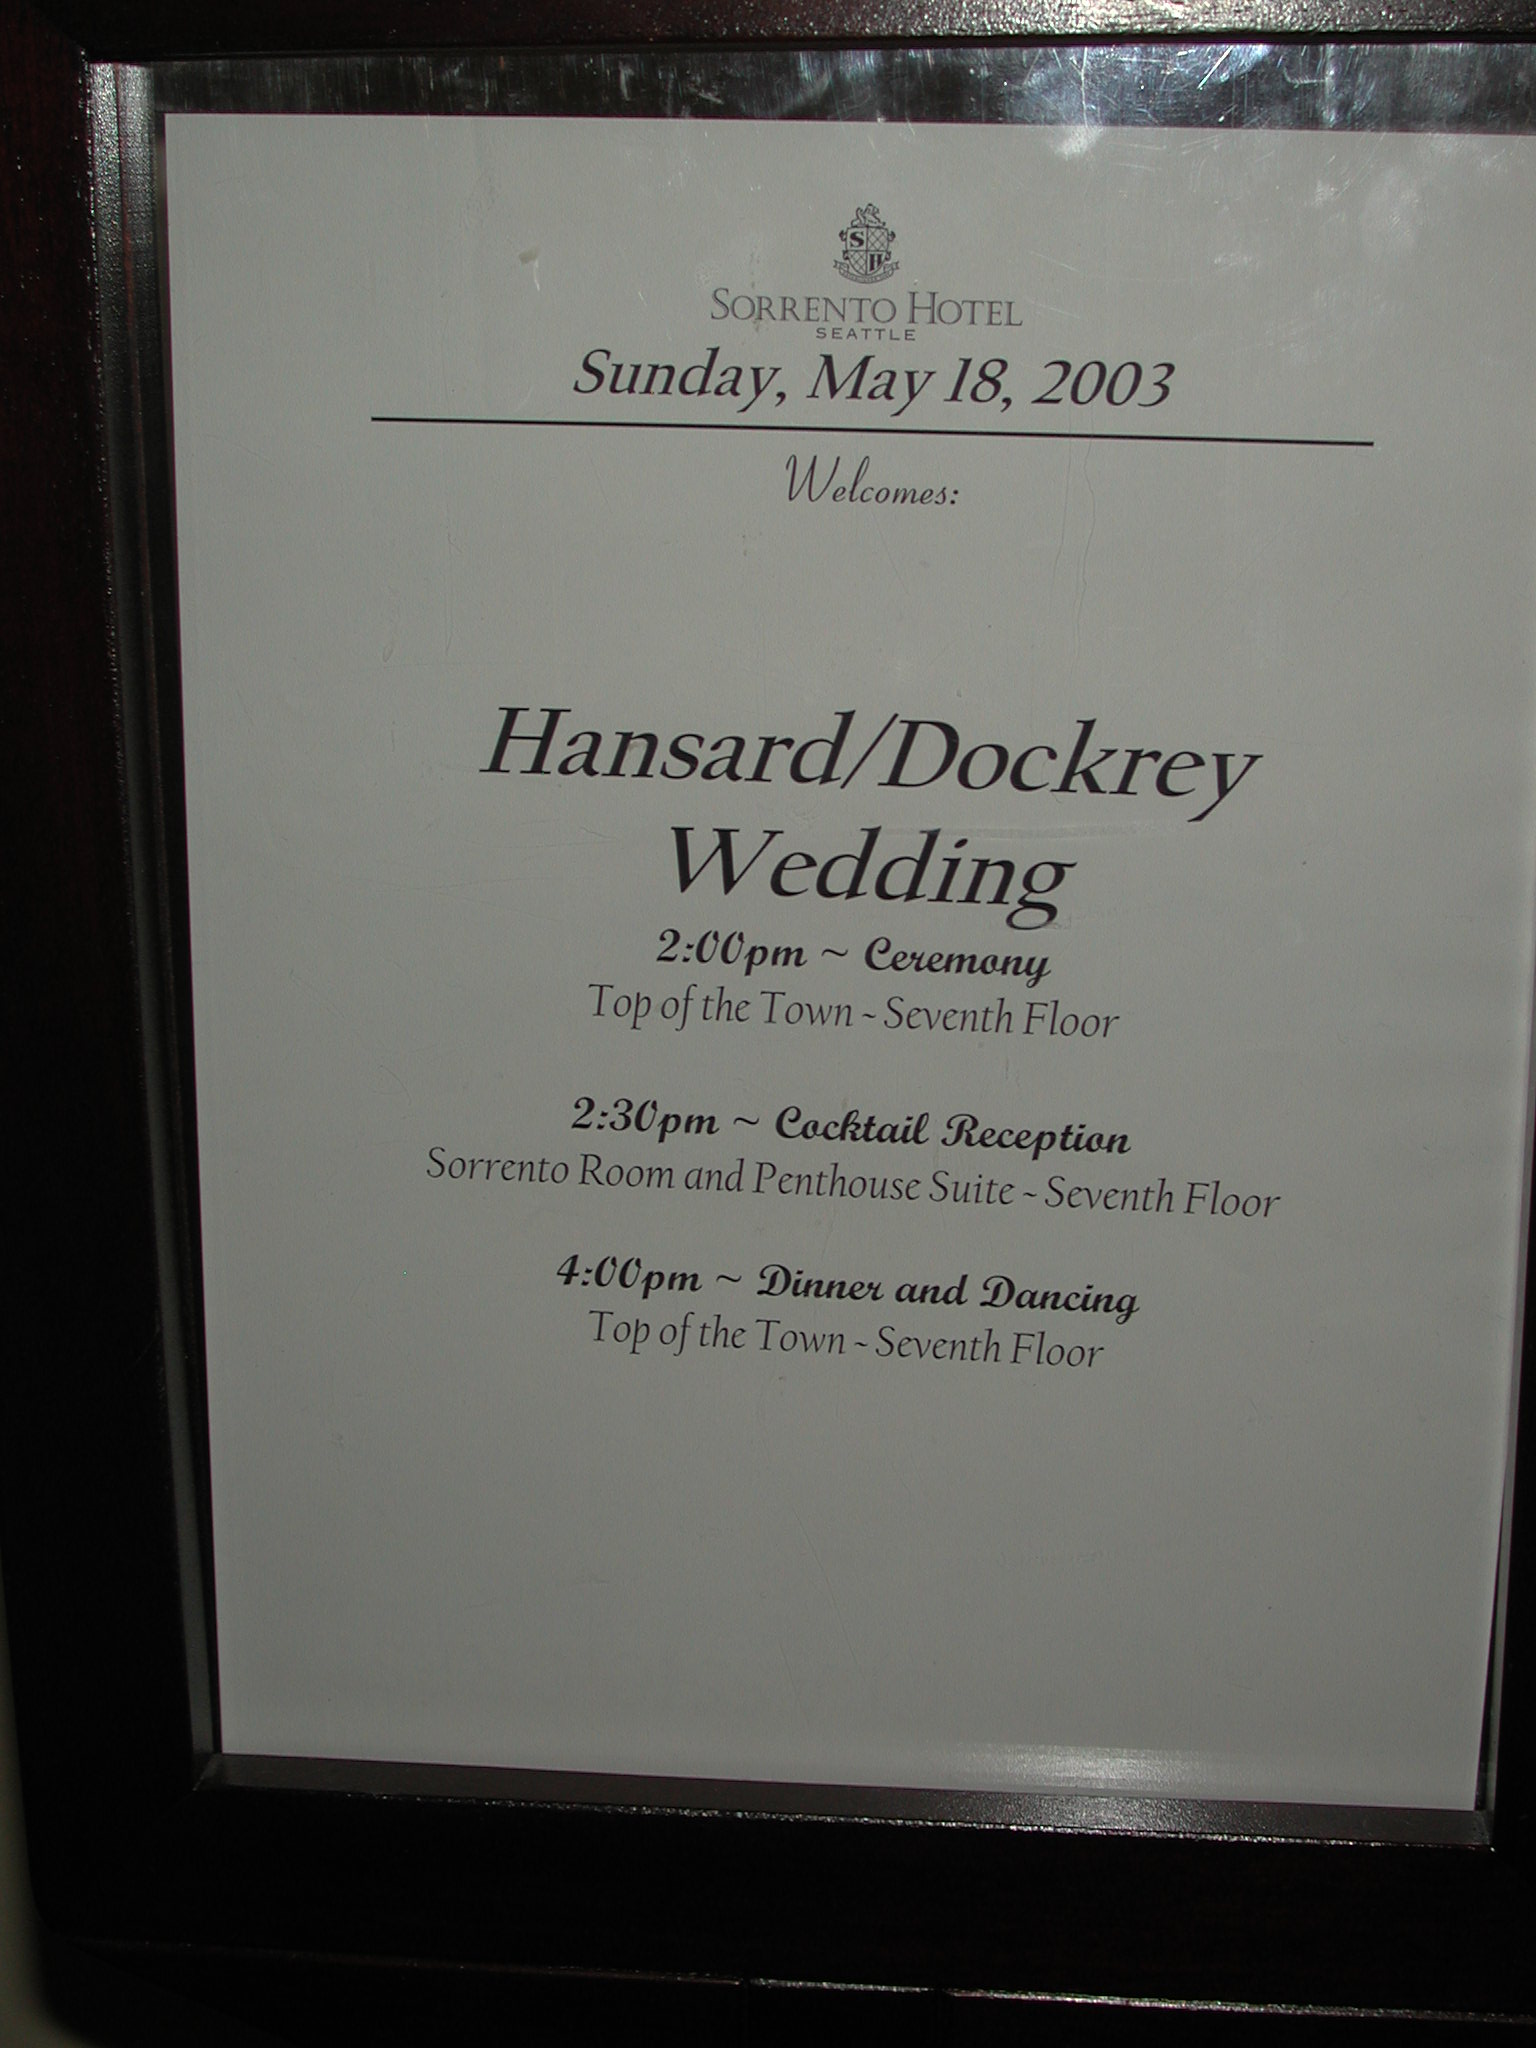 S H
SORRENTO HOTEL
SEATTLE
Sunday, May 18, 2003
Welcomes:
Hansard/Dockrey
Wedding
2:00pm ~ Ceremony
Top of the Town ~ Seventh Floor
2:30pm ~ Cocktail Reception
Sorrento Room and Penthouse Suite ~ Seventh Floor
4:00pm ~ Dinner and Dancing
Top of the Town ~ Seventh Floor